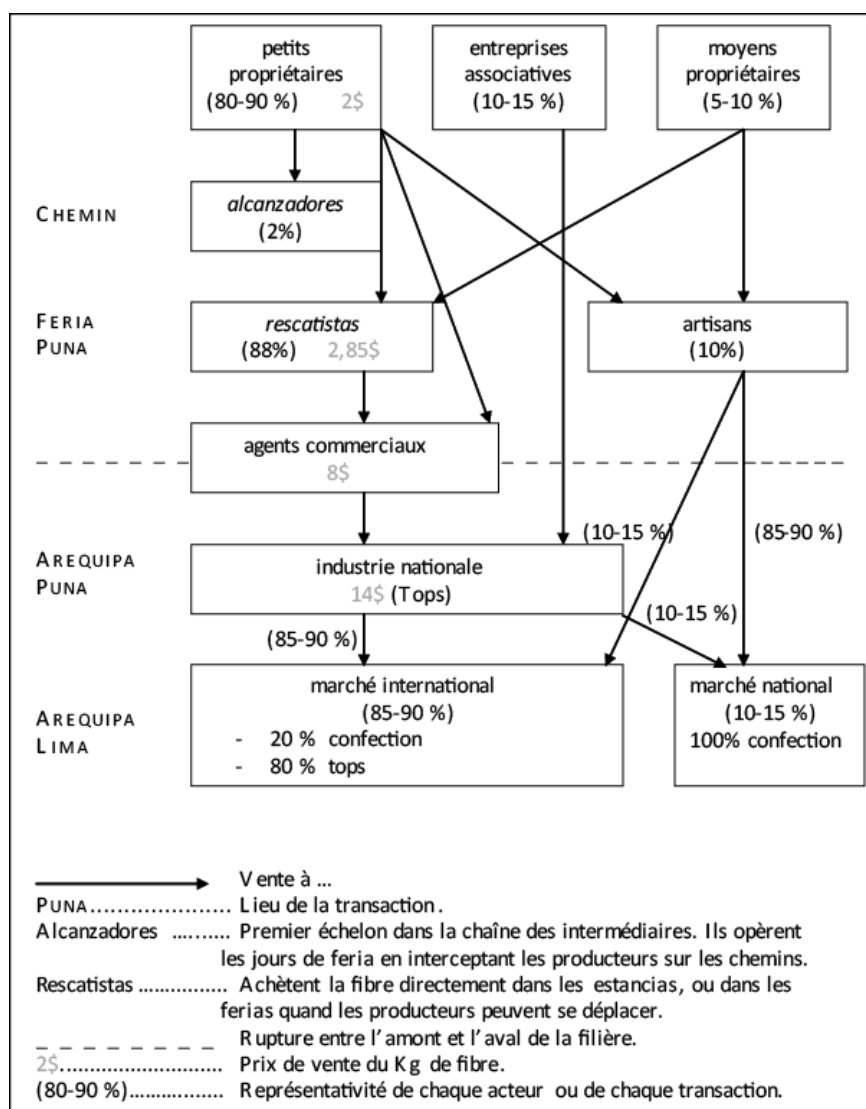 petits
propriétaires
(80-90 %) 2$
entreprises
associatives
(10-15 %)
moyens
propriétaires
(5-10 %)
CHEMIN
alcanzadores
(2%)
FERIA
PUNA
rescatistas
(88%) 2,85$
artisans
(10%)
agents commerciaux
8$
AREQUIPA
PUNA
industrie nationale
14$ (Tops)
(10-15 %)
(85-90 %)
(85-90 %)
(10-15 %)
AREQUIPA
LIMA
marché international
(85-90 %)
- 20 % confection
- 80 % tops
marché national
(10-15 %)
100% confection
Vente à ...
PUNA...................... Lieu de la transaction.
Alcanzadores ......... Premier échelon dans la chaîne des intermédiaires. Ils opèrent
les jours de feria en interceptant les producteurs sur les chemins.
Rescatistas .............. Achètent la fibre directement dans les estancias, ou dans les
ferias quand les producteurs peuvent se déplacer.
Rupture entre l'amont et l'aval de la filière.
2$.......................... Prix de vente du Kg de fibre.
(80-90 %)............... Représentativité de chaque acteur ou de chaque transaction.